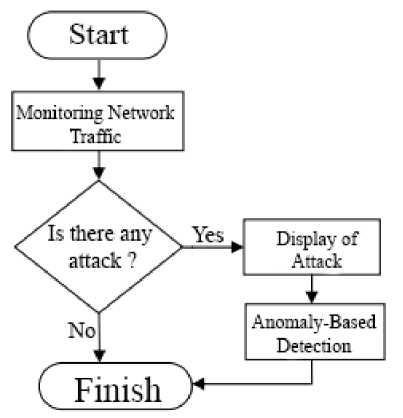 Start
Monitoring Network
Traffic
Is there any
attack ?
Yes
Display of
Attack
No
Anomaly-Based
Detection
Finish